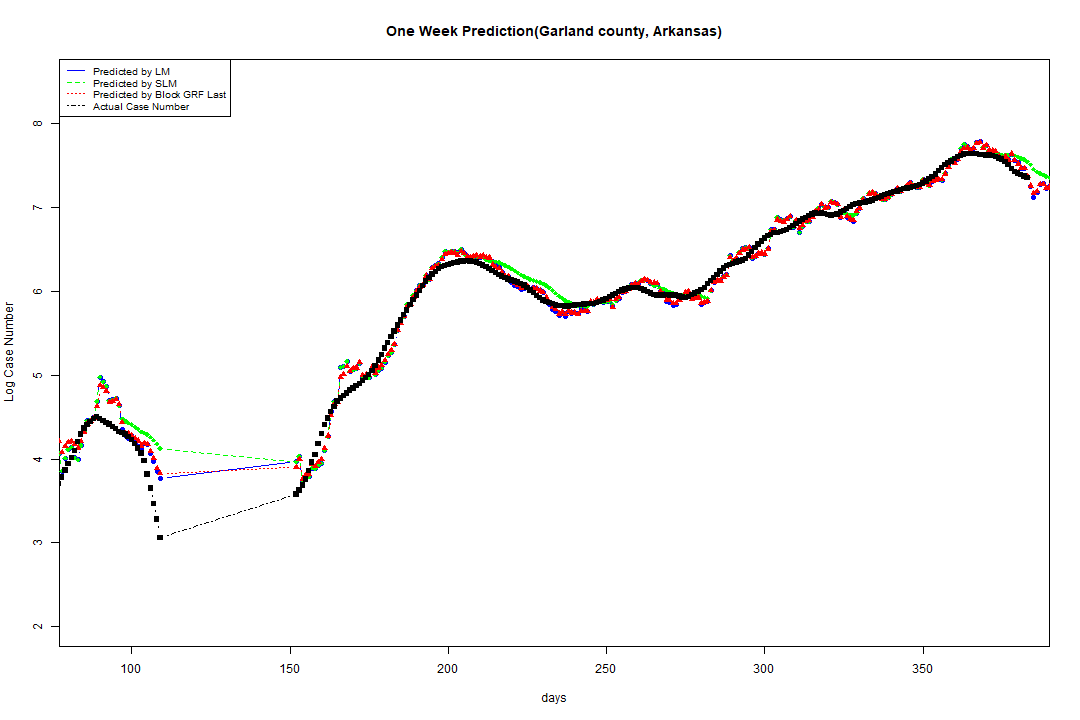 One Week Prediction(Garland county, Arkansas)
Predicted by LM
Predicted by SLM
Predicted by Block GRF Last
Actual Case Number
8
7
6
5
4
3
2
Log Case Number
100 150 200 250 300 350
days